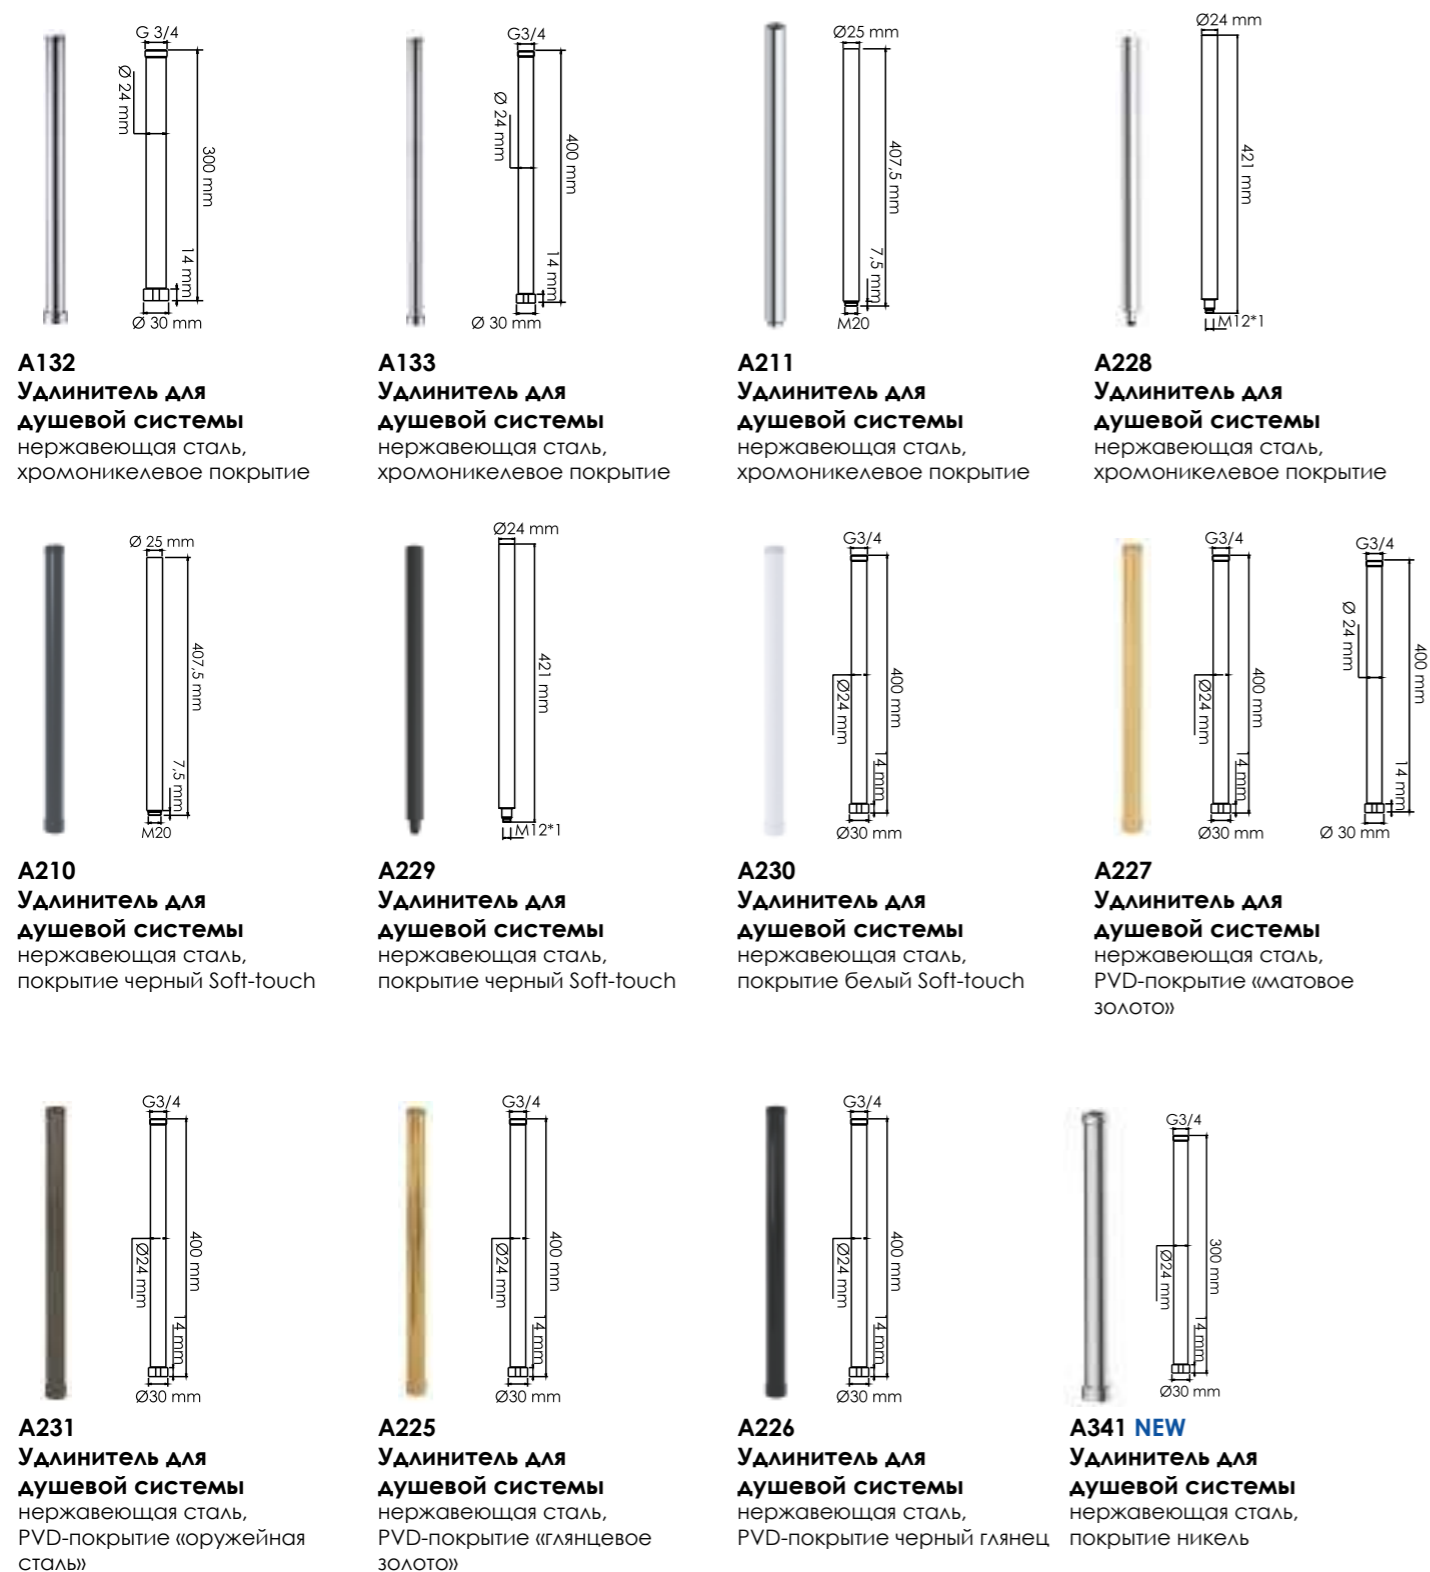 G 3/4
Ø 24 mm
300 mm
14 mm
Ø 30 mm
A132
Удлинитель для
душевой системы
нержавеющая сталь,
хромоникелевое покрытие
G3/4
Ø 24 mm
400 mm
14 mm
Ø 30 mm
A133
Удлинитель для
душевой системы
нержавеющая сталь,
хромоникелевое покрытие
Ø25 mm
407,5 mm
7,5 mm
M20
A211
Удлинитель для
душевой системы
нержавеющая сталь,
хромоникелевое покрытие
Ø24 mm
421 mm
M12*1
A228
Удлинитель для
душевой системы
нержавеющая сталь,
хромоникелевое покрытие
Ø 25 mm
407,5 mm
7,5 mm
M20
A210
Удлинитель для
душевой системы
нержавеющая сталь,
покрытие черный Soft-touch
Ø24 mm
421 mm
M12*1
A229
Удлинитель для
душевой системы
нержавеющая сталь,
покрытие черный Soft-touch
G3/4
Ø24 mm
400 mm
14 mm
Ø30 mm
A230
Удлинитель для
душевой системы
нержавеющая сталь,
покрытие белый Soft-touch
G3/4
Ø24 mm
400 mm
14 mm
Ø30 mm
G3/4
Ø 24 mm
400 mm
14 mm
Ø 30 mm
A227
Удлинитель для
душевой системы
нержавеющая сталь,
PVD-покрытие «матовое
золото»
G3/4
Ø24 mm
400 mm
14 mm
Ø30 mm
A231
Удлинитель для
душевой системы
нержавеющая сталь,
PVD-покрытие «оружейная
сталь»
G3/4
Ø24 mm
400 mm
14 mm
Ø30 mm
A225
Удлинитель для
душевой системы
нержавеющая сталь,
PVD-покрытие «глянцевое
золото»
G3/4
Ø24 mm
400 mm
14 mm
Ø30 mm
A226
Удлинитель для
душевой системы
нержавеющая сталь,
PVD-покрытие черный глянец
G3/4
Ø24 mm
300 mm
14 mm
Ø30 mm
A341 NEW
Удлинитель для
душевой системы
нержавеющая сталь,
покрытие никель